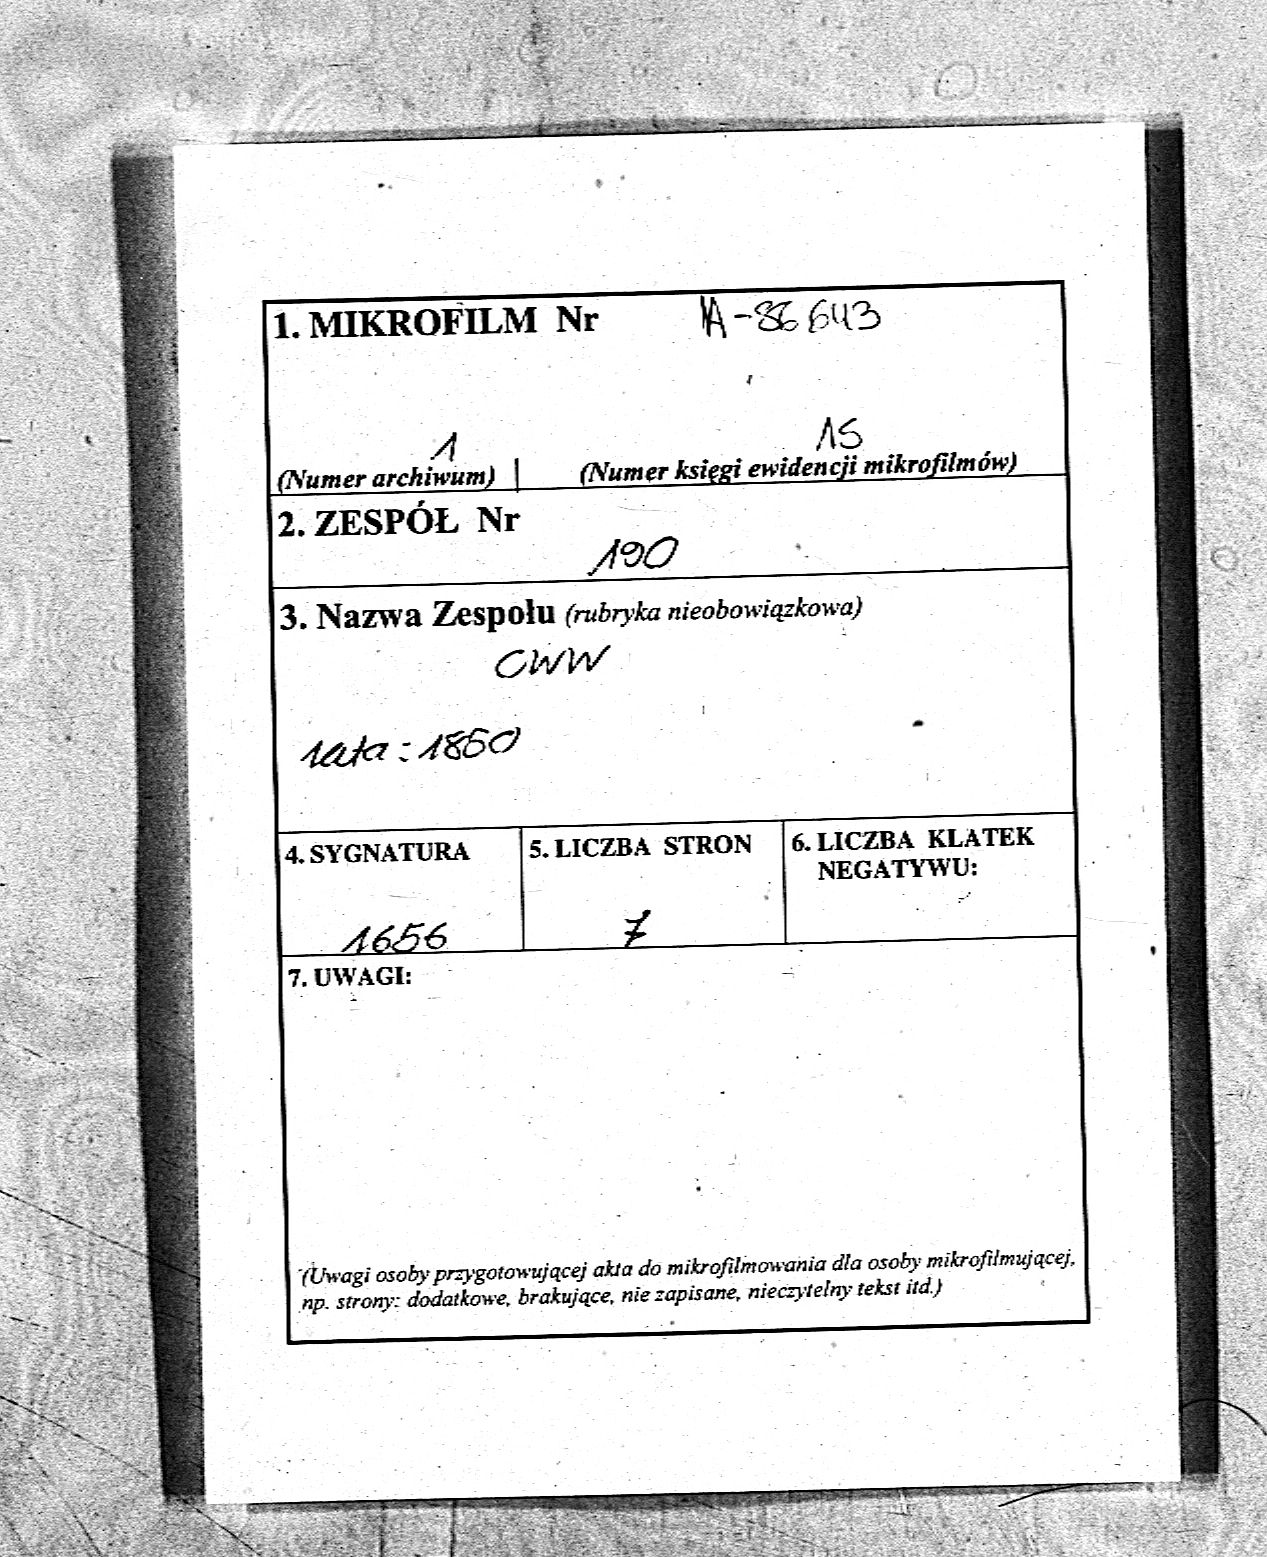 1. MIKROFILM Nr A-86643
1 15
(Numer archiwum) (Numer księgi ewidencji mikrofilmów)
2. ZESPÓŁ Nr
190
3. Nazwa Zespołu (rubryka nieobowiązkowa)
CWW
lata: 1860
4. SYGNATURA 5. LICZBA STRON 6. LICZBA KLATEK
NEGATYWU:
1656 7
7. UWAGI:
(Uwagi osoby przygotowującej akta do mikrofilmowania dla osoby mikrofilmującej,
np. strony: dodatkowe, brakujące, nie zapisane, nieczytelny tekst itd.)